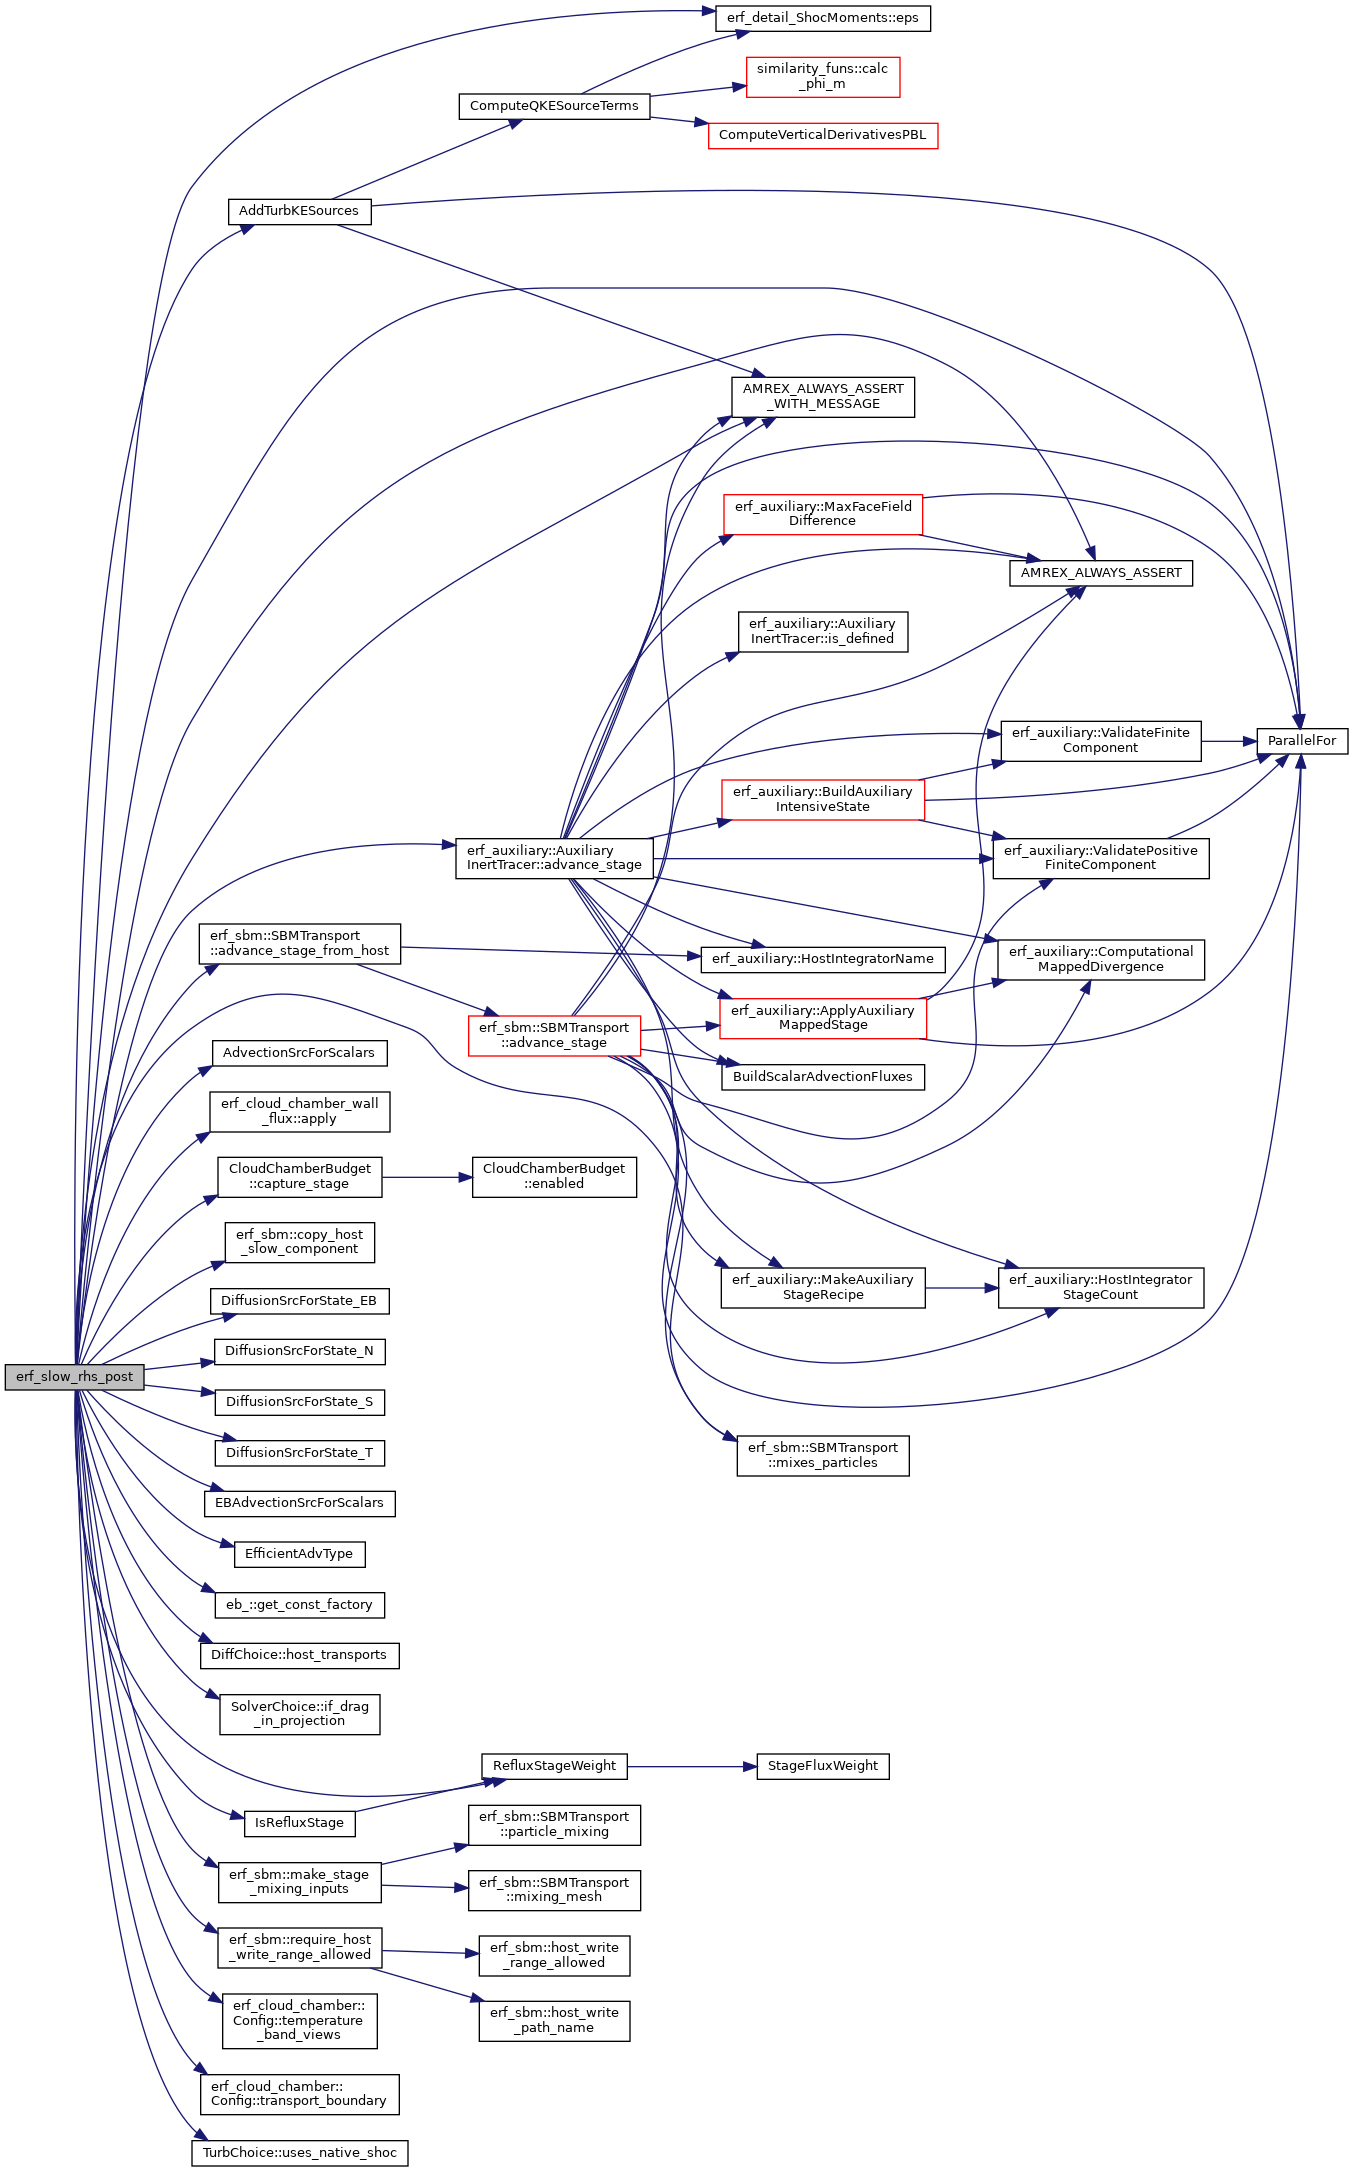 erf_detail_ShocMoments::eps
similarity_funs::calc
_phi_m
ComputeQKESourceTerms
ComputeVerticalDerivativesPBL
AddTurbKESources
AMREX_ALWAYS_ASSERT
_WITH_MESSAGE
erf_auxiliary::MaxFaceField
Difference
AMREX_ALWAYS_ASSERT
erf_auxiliary::Auxiliary
InertTracer::is_defined
erf_auxiliary::ValidateFinite
Component
ParallelFor
erf_auxiliary::BuildAuxiliary
IntensiveState
erf_auxiliary::Auxiliary
InertTracer::advance_stage
erf_auxiliary::ValidatePositive
FiniteComponent
erf_sbm::SBMTransport
::advance_stage_from_host
erf_auxiliary::HostIntegratorName
erf_auxiliary::Computational
MappedDivergence
erf_sbm::SBMTransport
::advance_stage
erf_auxiliary::ApplyAuxiliary
MappedStage
AdvectionSrcForScalars
BuildScalarAdvectionFluxes
erf_cloud_chamber_wall
_flux::apply
CloudChamberBudget
::capture_stage
CloudChamberBudget
::enabled
erf_sbm::copy_host
_slow_component
erf_auxiliary::MakeAuxiliary
StageRecipe
erf_auxiliary::HostIntegrator
StageCount
DiffusionSrcForState_EB
DiffusionSrcForState_N
erf_slow_rhs_post
DiffusionSrcForState_S
DiffusionSrcForState_T
erf_sbm::SBMTransport
::mixes_particles
EBAdvectionSrcForScalars
EfficientAdvType
eb_::get_const_factory
DiffChoice::host_transports
SolverChoice::if_drag
_in_projection
RefluxStageWeight
StageFluxWeight
IsRefluxStage
erf_sbm::SBMTransport
::particle_mixing
erf_sbm::make_stage
_mixing_inputs
erf_sbm::SBMTransport
::mixing_mesh
erf_sbm::require_host
_write_range_allowed
erf_sbm::host_write
_range_allowed
erf_sbm::host_write
_path_name
erf_cloud_chamber::
Config::temperature
_band_views
erf_cloud_chamber::
Config::transport_boundary
TurbChoice::uses_native_shoc